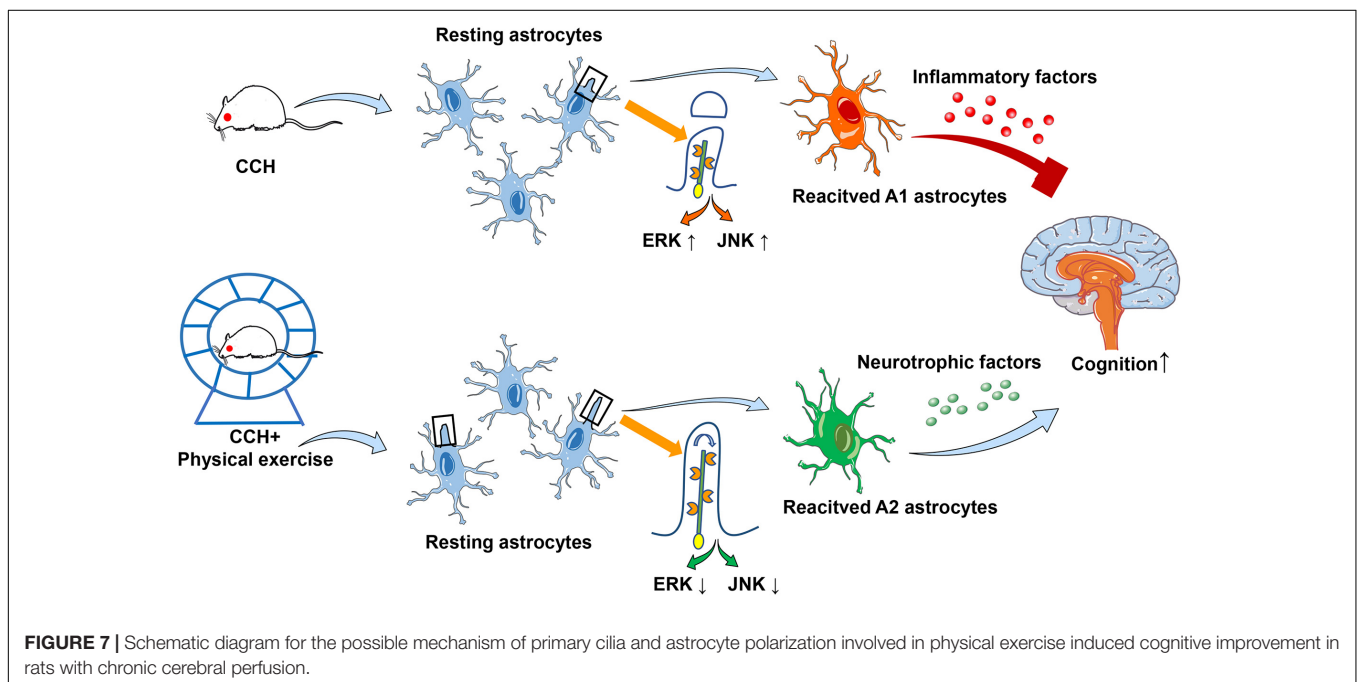 Resting astrocytes
Inflammatory factors
CCH
Reacitved A1 astrocytes
ERK ↑ JNK ↑
Neurotrophic factors
Cognition↑
CCH+
Physical exercise
Reacitved A2 astrocytes
Resting astrocytes
ERK ↓ JNK ↓
FIGURE 7 | Schematic diagram for the possible mechanism of primary cilia and astrocyte polarization involved in physical exercise induced cognitive improvement in
rats with chronic cerebral perfusion.